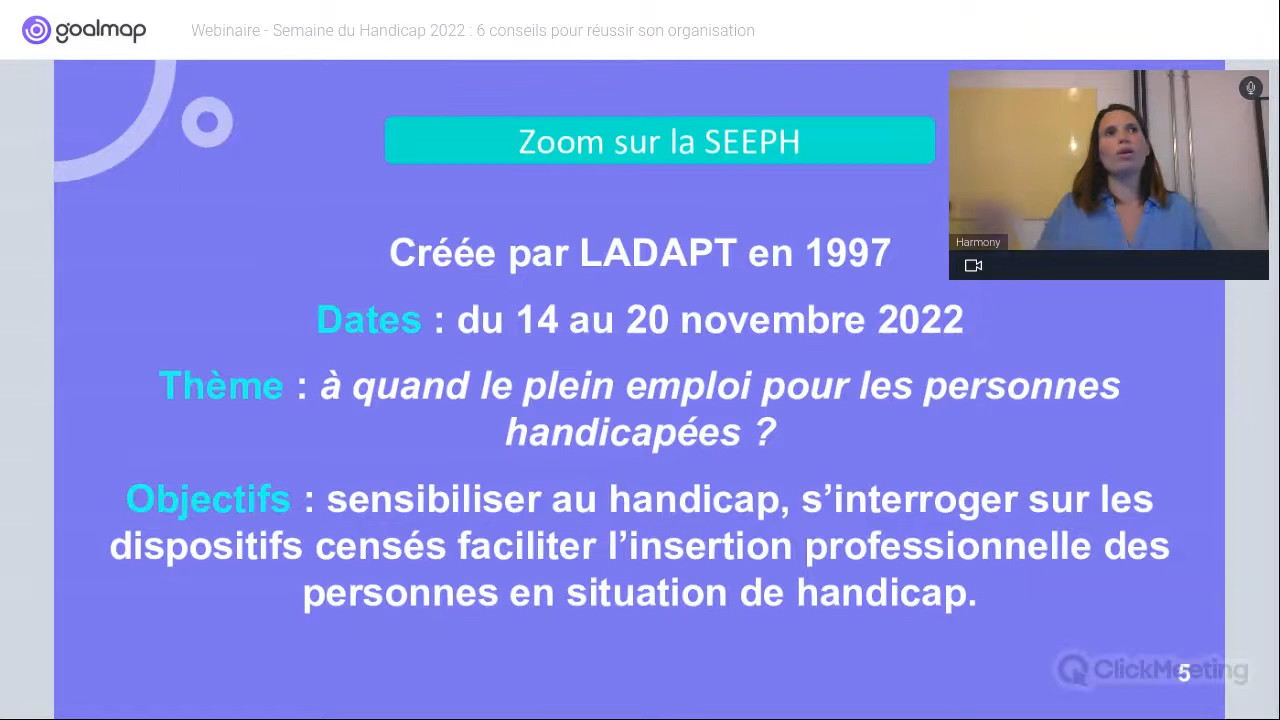 goalmap
Webinaire - Semaine du Handicap 2022 : 6 conseils pour réussir son organisation
Zoom sur la SEEPH
Harmony
Créée par LADAPT en 1997
Dates : du 14 au 20 novembre 2022
Thème : à quand le plein emploi pour les personnes
handicapées ?
Objectifs : sensibiliser au handicap, s’interroger sur les
dispositifs censés faciliter l’insertion professionnelle des
personnes en situation de handicap.
ClickMeeting
5